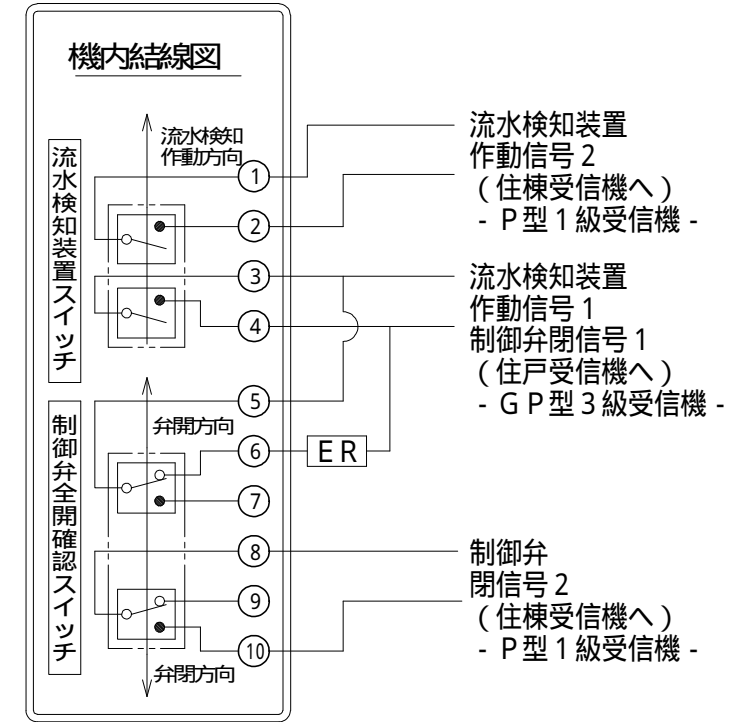 機内結線図
流水検知
作動方向
流水検知装置スイッチ
1
2
3
4
流水検知装置
作動信号2
(住棟受信機へ)
- P型1級受信機 -
流水検知装置
作動信号1
制御弁閉信号1
(住戸受信機へ)
- GP型3級受信機 -
制御弁全開確認スイッチ
弁開方向
5
6
ER
7
8
9
10
弁閉方向
制御弁
閉信号2
(住棟受信機へ)
- P型1級受信機 -